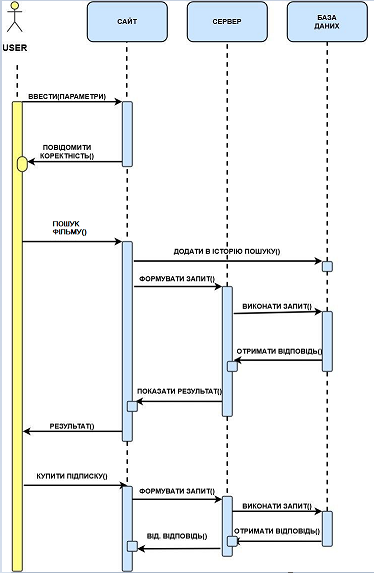 USER
САЙТ
СЕРВЕР
БАЗА
ДАНИХ
ВВЕСТИ(ПАРАМЕТРИ)
ПОВІДОМИТИ
КОРЕКТНІСТЬ()
ПОШУК
ФІЛЬМУ()
ДОДАТИ В ІСТОРІЮ ПОШУКУ()
ФОРМУВАТИ ЗАПИТ()
ВИКОНАТИ ЗАПИТ()
ОТРИМАТИ ВІДПОВІДЬ()
ПОКАЗАТИ РЕЗУЛЬТАТ()
РЕЗУЛЬТАТ()
КУПИТИ ПІДПИСКУ()
ФОРМУВАТИ ЗАПИТ()
ВИКОНАТИ ЗАПИТ()
ОТРИМАТИ ВІДПОВІДЬ()
ВІД. ВІДПОВІДЬ()